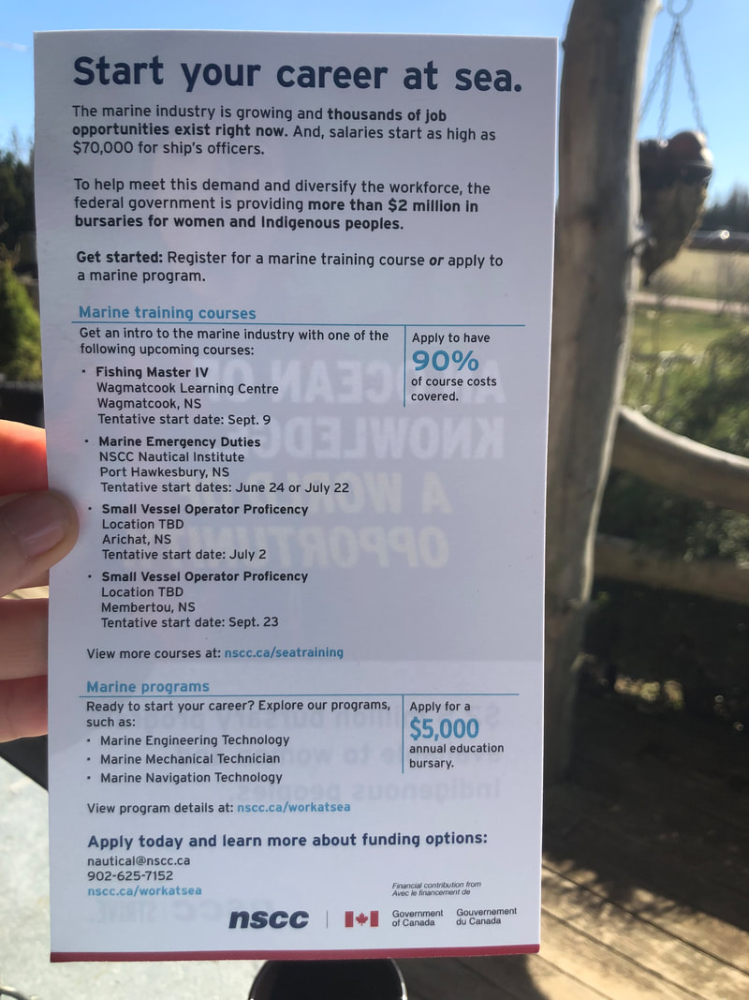 Start your career at sea.
The marine industry is growing and thousands of job
opportunities exist right now. And, salaries start as high as
$70,000 for ship's officers.
To help meet this demand and diversify the workforce, the
federal government is providing more than $2 million in
bursaries for women and Indigenous peoples.
Get started: Register for a marine training course or apply to
a marine program.
Marine training courses
Get an intro to the marine industry with one of the
following upcoming courses:
• Fishing Master IV
Wagmatcook Learning Centre
Wagmatcook, NS
Tentative start date: Sept. 9
• Marine Emergency Duties
NSCC Nautical Institute
Port Hawkesbury, NS
Tentative start dates: June 24 or July 22
• Small Vessel Operator Proficency
Location TBD
Arichat, NS
Tentative start date: July 2
• Small Vessel Operator Proficency
Location TBD
Membertou, NS
Tentative start date: Sept. 23
Apply to have
90%
of course costs
covered.
View more courses at: nscc.ca/seatraining
Marine programs
Ready to start your career? Explore our programs,
such as:
• Marine Engineering Technology
• Marine Mechanical Technician
• Marine Navigation Technology
Apply for a
$5,000
annual education
bursary.
View program details at: nscc.ca/workatsea
Apply today and learn more about funding options:
nautical@nscc.ca
902-625-7152
nscc.ca/workatsea
Financial contribution from
Avec le financement de
nscc
Government
of Canada
Gouvernement
du Canada